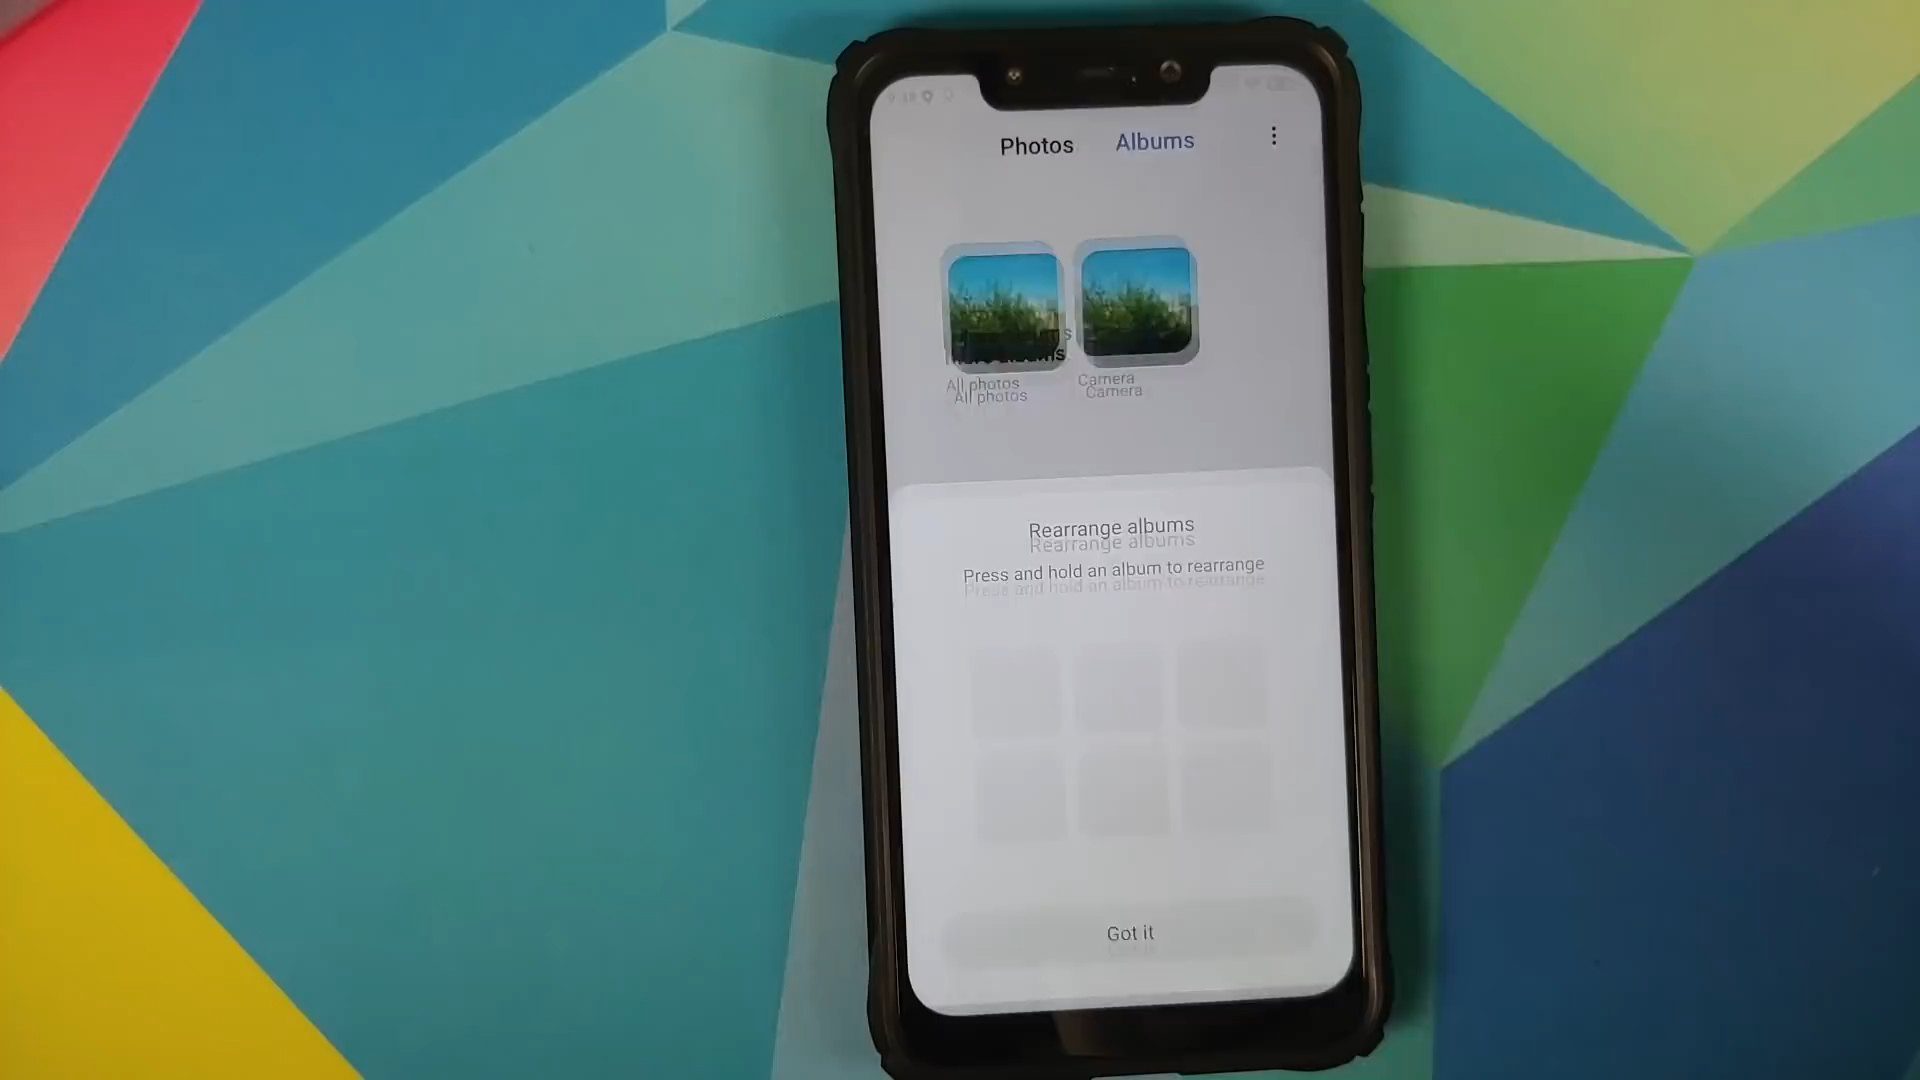 Photos Albums
All photos Camera
All photos Camera
Rearrange albums
Rearrange albums
Press and hold an album to rearrange
Press and hold an album to rearrange
Got it